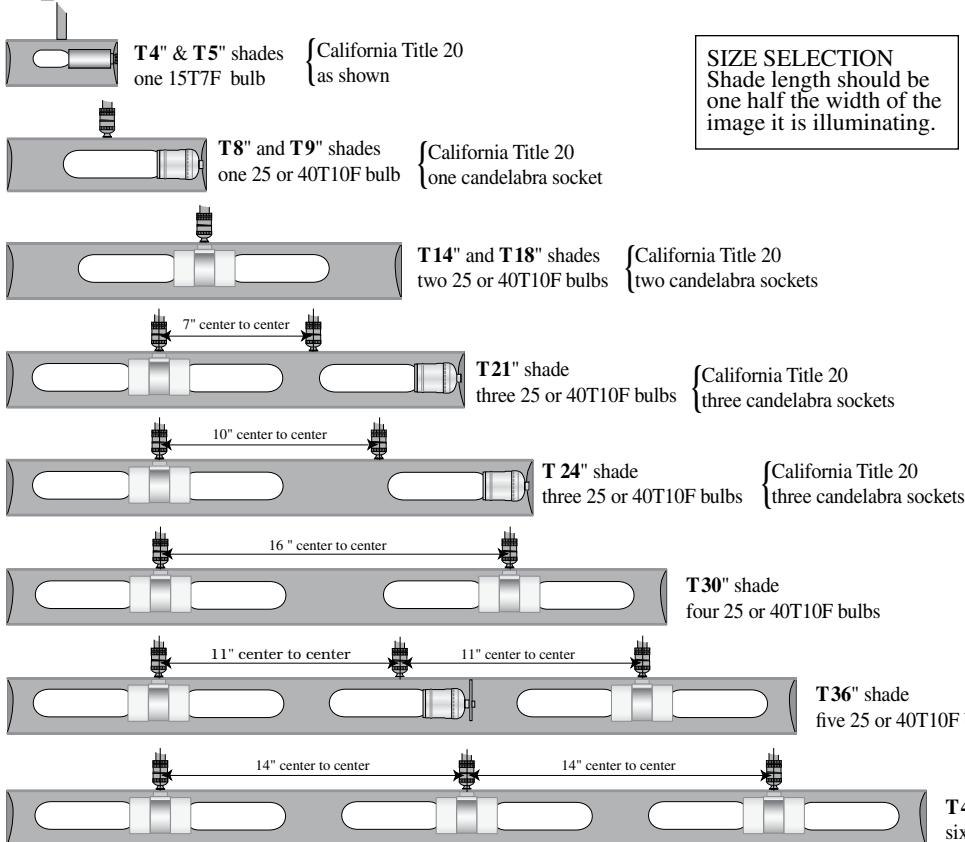 T4" & T5" shades
one 15T7F bulb
California Title 20
as shown
SIZE SELECTION
Shade length should be
one half the width of the
image it is illuminating.
T8" and T9" shades
one 25 or 40T10F bulb
California Title 20
one candelabra socket
T14" and T18" shades
two 25 or 40T10F bulbs
California Title 20
two candelabra sockets
7" center to center
T21" shade
three 25 or 40T10F bulbs
California Title 20
three candelabra sockets
10" center to center
T 24" shade
three 25 or 40T10F bulbs
California Title 20
three candelabra sockets
16 " center to center
T30" shade
four 25 or 40T10F bulbs
11" center to center
11" center to center
T36" shade
five 25 or 40T10F
14" center to center
14" center to center
six